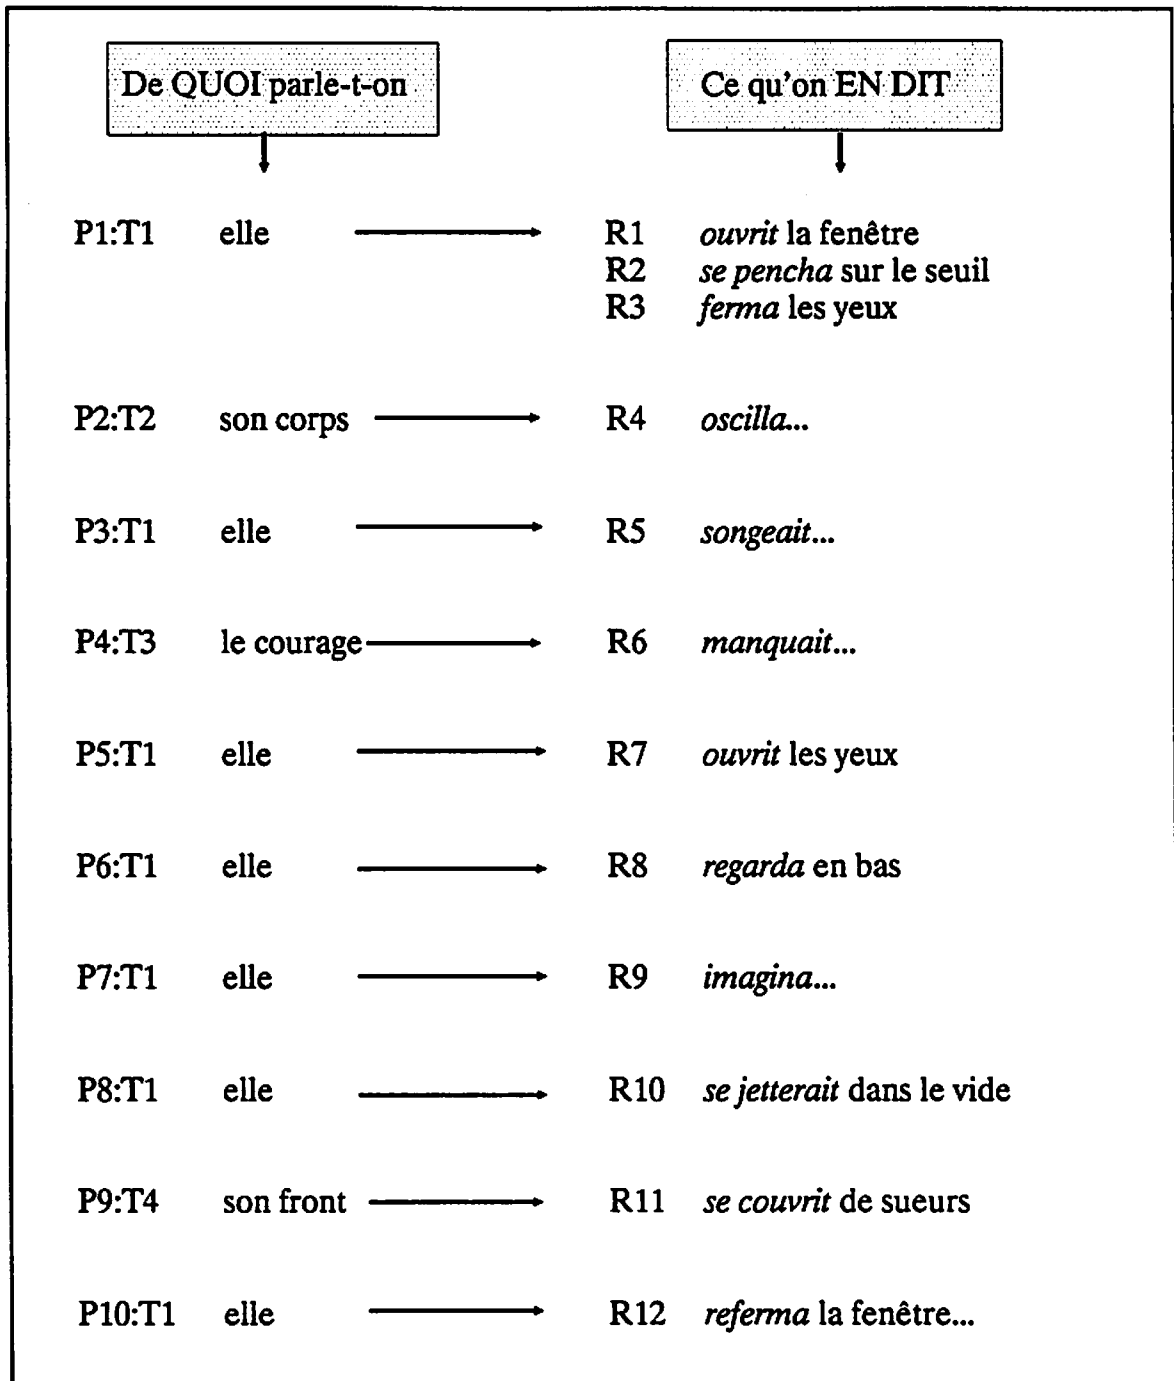 De QUOI parle-t-on
Ce qu'on EN DIT
P1:T1 elle R1 ouvrit la fenêtre
R2 se pencha sur le seuil
R3 ferma les yeux
P2:T2 son corps R4 oscilla...
P3:T1 elle R5 songeait...
P4:T3 le courage R6 manquait...
P5:T1 elle R7 ouvrit les yeux
P6:T1 elle R8 regarda en bas
P7:T1 elle R9 imagina...
P8:T1 elle R10 se jetterait dans le vide
P9:T4 son front R11 se couvrit de sueurs
P10:T1 elle R12 referma la fenêtre...